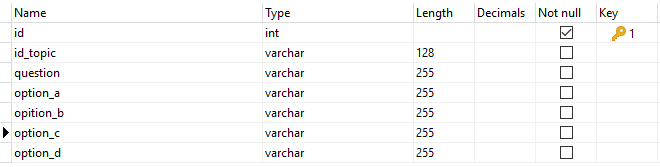 Name Type Length Decimals Not null Key
id int 1
id_topic varchar 128
question varchar 255
option_a varchar 255
opition_b varchar 255
option_c varchar 255
option_d varchar 255